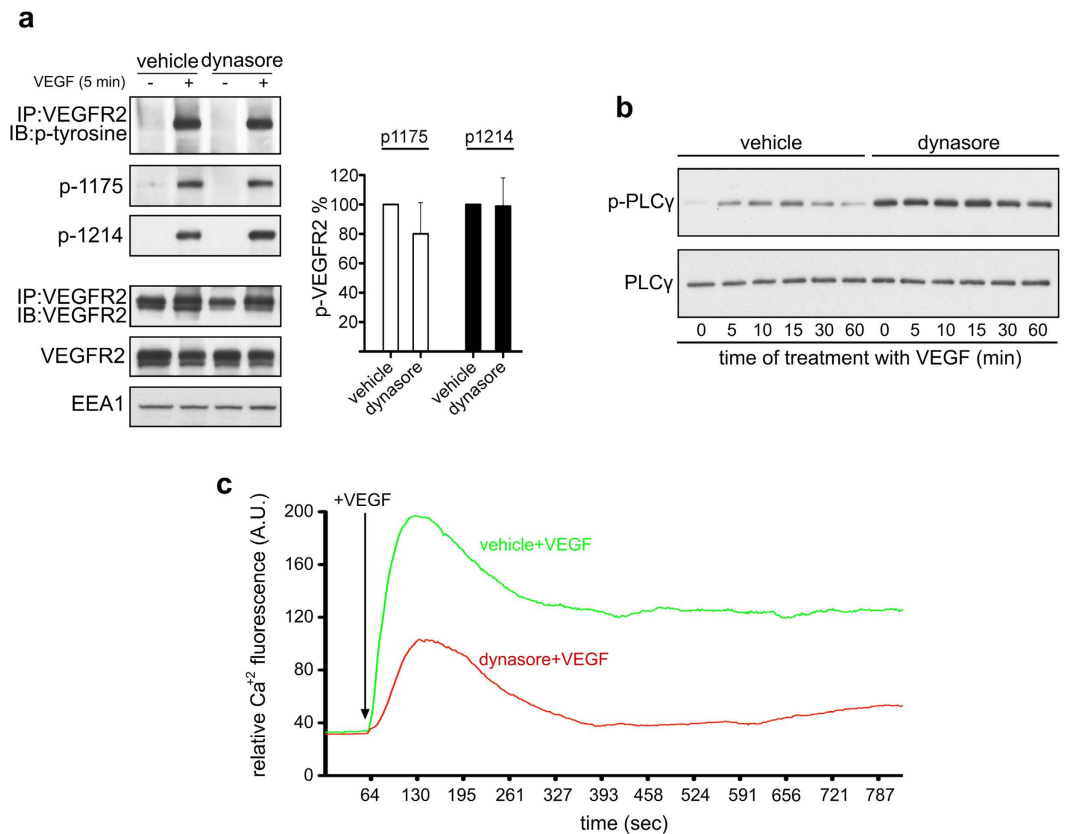 a
vehicle dynasore
VEGF (5 min) - + - +
IP:VEGFR2
IB:p-tyrosine
p-1175
p-1214
IP:VEGFR2
IB:VEGFR2
VEGFR2
EEA1
p1175 p1214
p-VEGFR2 %
120
100
80
60
40
20
vehicle
dynasore
vehicle
dynasore
b
vehicle dynasore
p-PLCγ
PLCγ
0 5 10 15 30 60 0 5 10 15 30 60
time of treatment with VEGF (min)
c
+VEGF
relative Ca+2 fluorescence (A.U.)
200
160
120
80
40
0
vehicle+VEGF
dynasore+VEGF
64 130 195 261 327 393 458 524 591 656 721 787
time (sec)